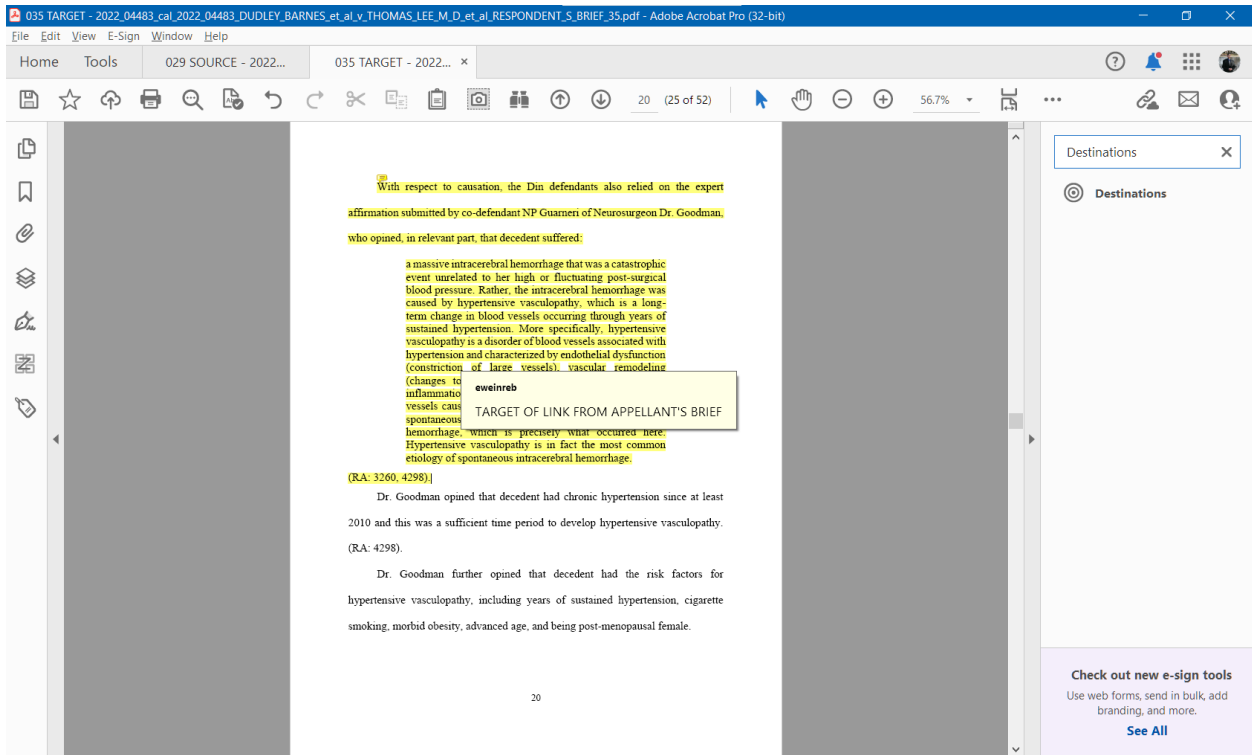 035 TARGET - 2022_04483_cal_2022_04483_DUDLEY_BARNES_et_al_v_THOMAS_LEE_M_D_et_al_RESPONDENT_S_BRIEF_35.pdf - Adobe Acrobat Pro (32-bit)
File Edit View E-Sign Window Help
Home Tools 029 SOURCE - 2022... 035 TARGET - 2022... ×
20 (25 of 52) 56.7%
Destinations
Destinations
With respect to causation, the Din defendants also relied on the expert
affirmation submitted by co-defendant NP Guarneri of Neurosurgeon Dr. Goodman,
who opined, in relevant part, that decedent suffered:
a massive intracerebral hemorrhage that was a catastrophic
event unrelated to her high or fluctuating post-surgical
blood pressure. Rather, the intracerebral hemorrhage was
caused by hypertensive vasculopathy, which is a long-
term change in blood vessels occurring through years of
sustained hypertension. More specifically, hypertensive
vasculopathy is a disorder of blood vessels associated with
hypertension and characterized by endothelial dysfunction
(constriction of large vessels), vascular remodeling
(changes to
inflammatio
vessels caus
spontaneous
hemorrhage, which is precisely what occurred here.
Hypertensive vasculopathy is in fact the most common
etiology of spontaneous intracerebral hemorrhage.
eweinreb
TARGET OF LINK FROM APPELLANT'S BRIEF
(RA: 3260, 4298).
Dr. Goodman opined that decedent had chronic hypertension since at least
2010 and this was a sufficient time period to develop hypertensive vasculopathy.
(RA: 4298).
Dr. Goodman further opined that decedent had the risk factors for
hypertensive vasculopathy, including years of sustained hypertension, cigarette
smoking, morbid obesity, advanced age, and being post-menopausal female.
20
Check out new e-sign tools
Use web forms, send in bulk, add
branding, and more.
See All